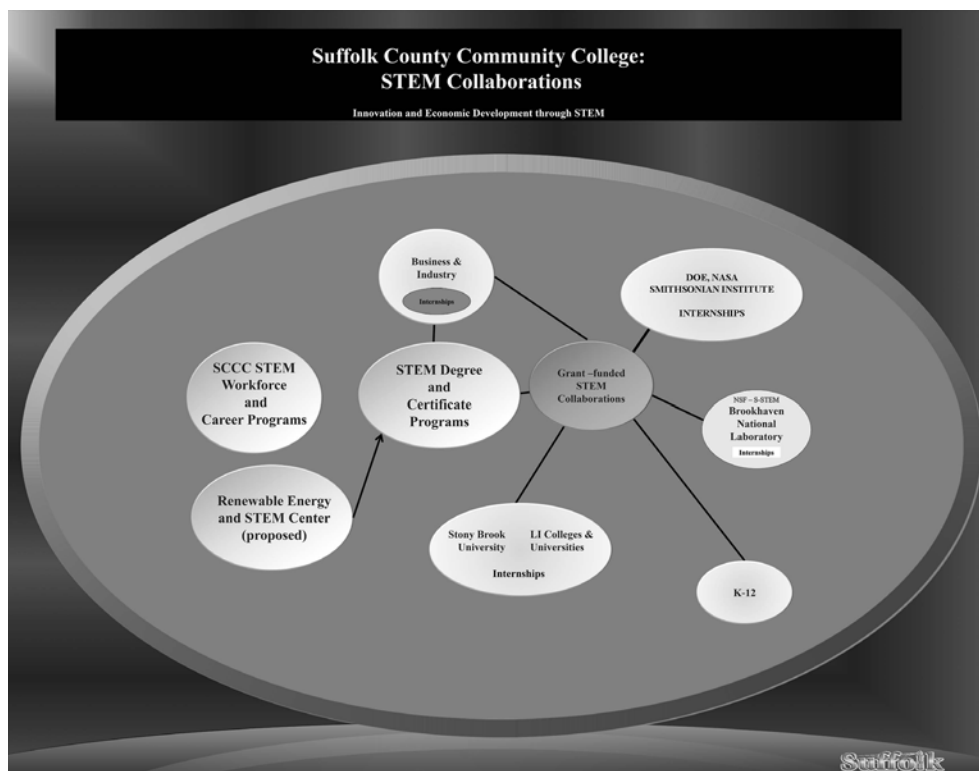 Suffolk County Community College:
STEM Collaborations
Innovation and Economic Development through STEM
Business &
Industry
Internships
DOE, NASA
SMITHSONIAN INSTITUTE
INTERNSHIPS
SCCC STEM
Workforce
and
Career Programs
STEM Degree
and
Certificate
Programs
Grant –funded
STEM
Collaborations
NSF – S-STEM
Brookhaven
National
Laboratory
Internships
Renewable Energy
and STEM Center
(proposed)
Stony Brook
University
LI Colleges &
Universities
Internships
K-12
Suffolk